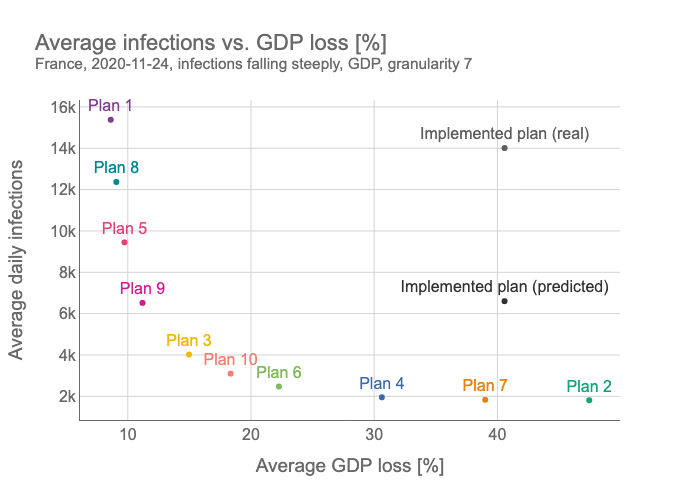 Average infections vs. GDP loss [%]
France, 2020-11-24, infections falling steeply, GDP, granularity 7
16k
Plan 1
Implemented plan (real)
14k
Plan 8
12k
Plan 5
10k
8k
Plan 9
Implemented plan (predicted)
6k
Plan 3
4k
Plan 10
Plan 6
Plan 4
Plan 7
Plan 2
2k
Average daily infections
10
20
30
40
Average GDP loss [%]